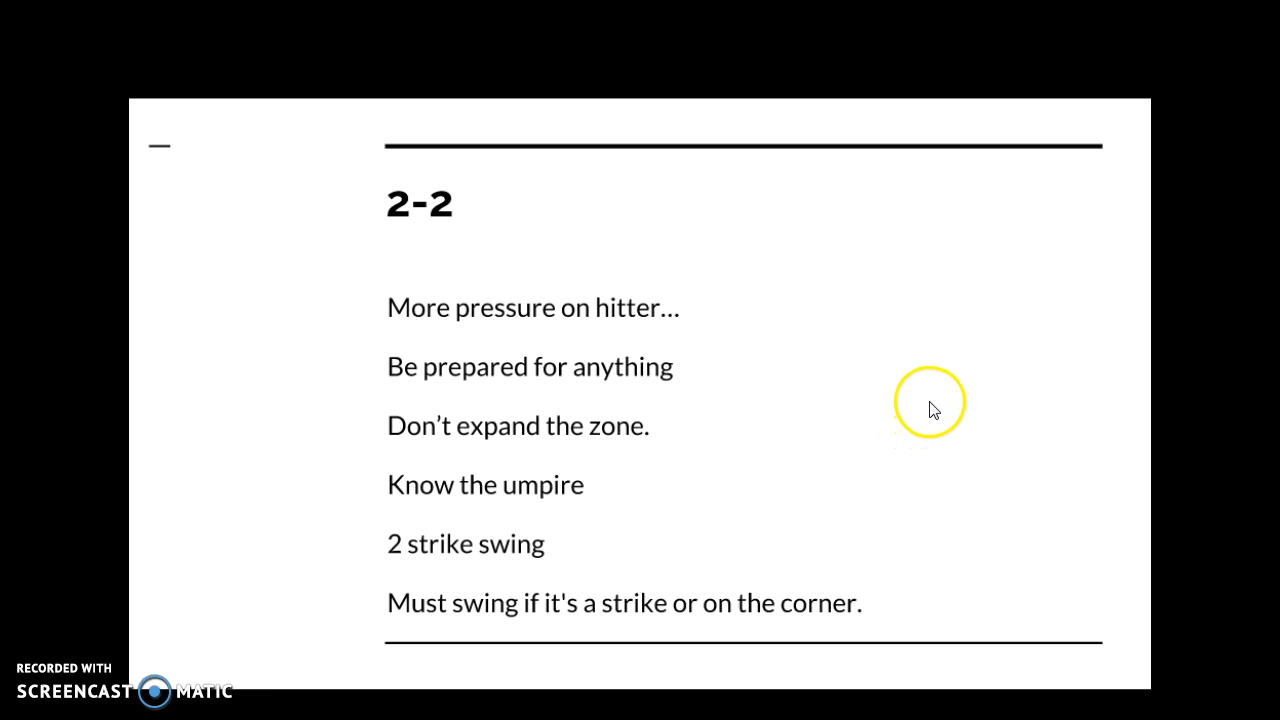 2-2
More pressure on hitter...
Be prepared for anything
Don’t expand the zone.
Know the umpire
2 strike swing
Must swing if it's a strike or on the corner.
RECORDED WITH
SCREENCAST MATIC